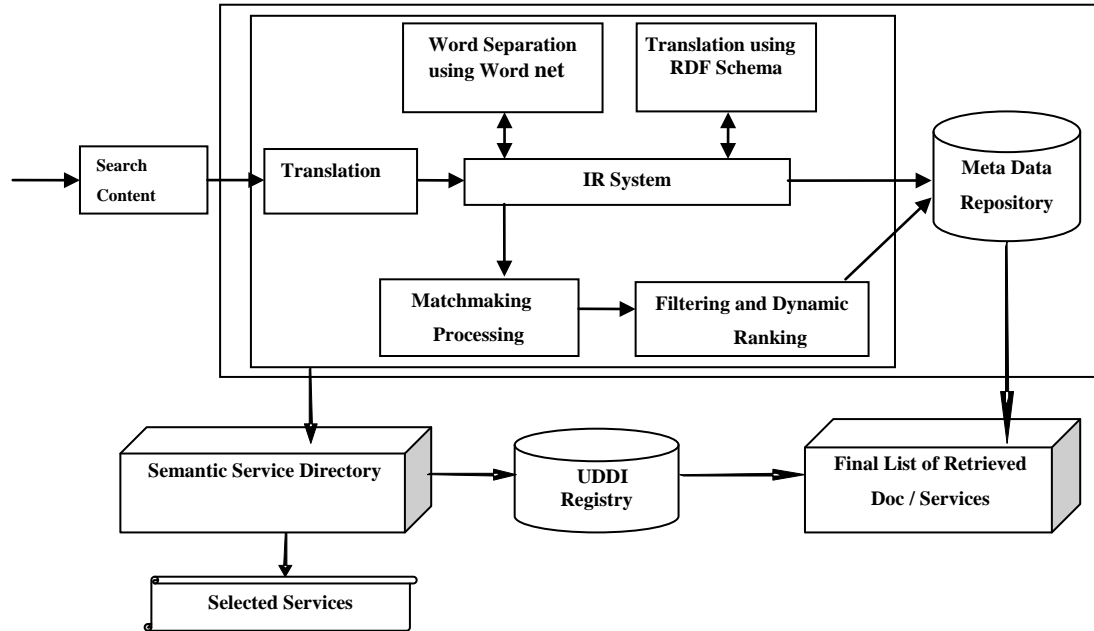 Word Separation
using Word net
Translation using
RDF Schema
Search
Content
Translation
IR System
Meta Data
Repository
Matchmaking
Processing
Filtering and Dynamic
Ranking
Semantic Service Directory
UDDI
Registry
Final List of Retrieved
Doc / Services
Selected Services